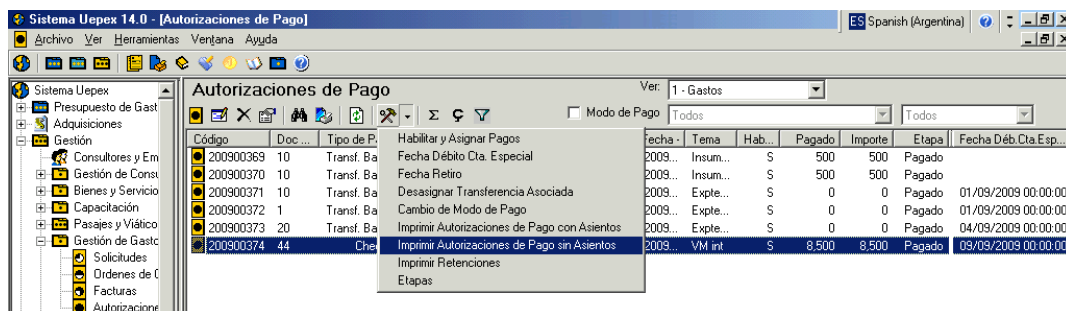 Sistema Uepex 14.0 - [Autorizaciones de Pago]
ES Spanish (Argentina)
Archivo Ver Herramientas Ventana Ayuda
Sistema Uepex
Presupuesto de Gast
Adquisiciones
Gestión
Consultores y Em
Gestión de Consu
Bienes y Servicio
Capacitación
Pasajes y Viático
Gestión de Gasto
Solicitudes
Ordenes de C
Facturas
Autorizacione
Autorizaciones de Pago
Ver: 1 - Gastos
Modo de Pago Todos Todos
Código Doc ... Tipo de P. Fecha - Tema Hab... Pagado Importe Etapa Fecha Déb.Cta.Esp...
200900369 10 Transf. Ba 2009... Insum... S 500 500 Pagado
200900370 10 Transf. Ba 2009... Insum... S 500 500 Pagado
200900371 10 Transf. Ba 2009... Expte... S 0 0 Pagado 01/09/2009 00:00:00
200900372 1 Transf. Ba 2009... Expte... S 0 0 Pagado 01/09/2009 00:00:00
200900373 20 Transf. Ba 2009... Expte... S 0 0 Pagado 04/09/2009 00:00:00
200900374 44 Che 2009... VM int S 8,500 8,500 Pagado 09/09/2009 00:00:00
Habilitar y Asignar Pagos
Fecha Débito Cta. Especial
Fecha Retiro
Desasignar Transferencia Asociada
Cambio de Modo de Pago
Imprimir Autorizaciones de Pago con Asientos
Imprimir Autorizaciones de Pago sin Asientos
Imprimir Retenciones
Etapas